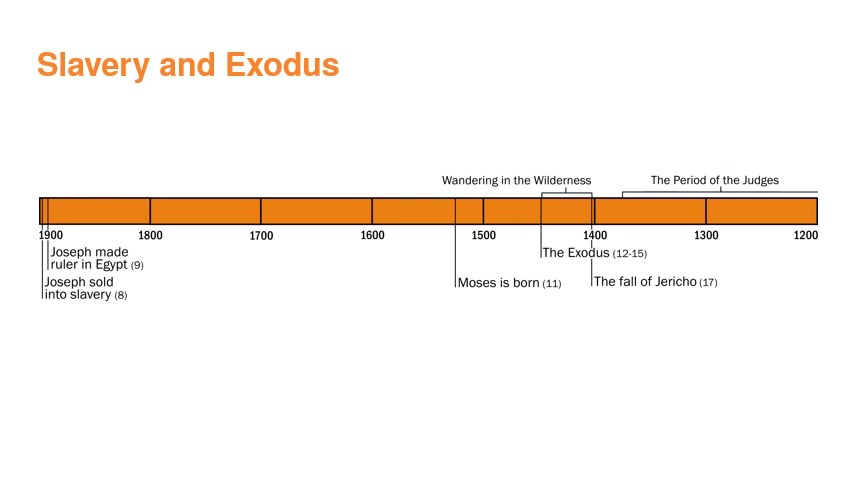 Slavery and Exodus
Wandering in the Wilderness
The Period of the Judges
1900
1800
1700
1600
1500
1400
1300
1200
Joseph made
ruler in Egypt (9)
Joseph sold
into slavery (8)
Moses is born (11)
The Exodus (12-15)
The fall of Jericho (17)